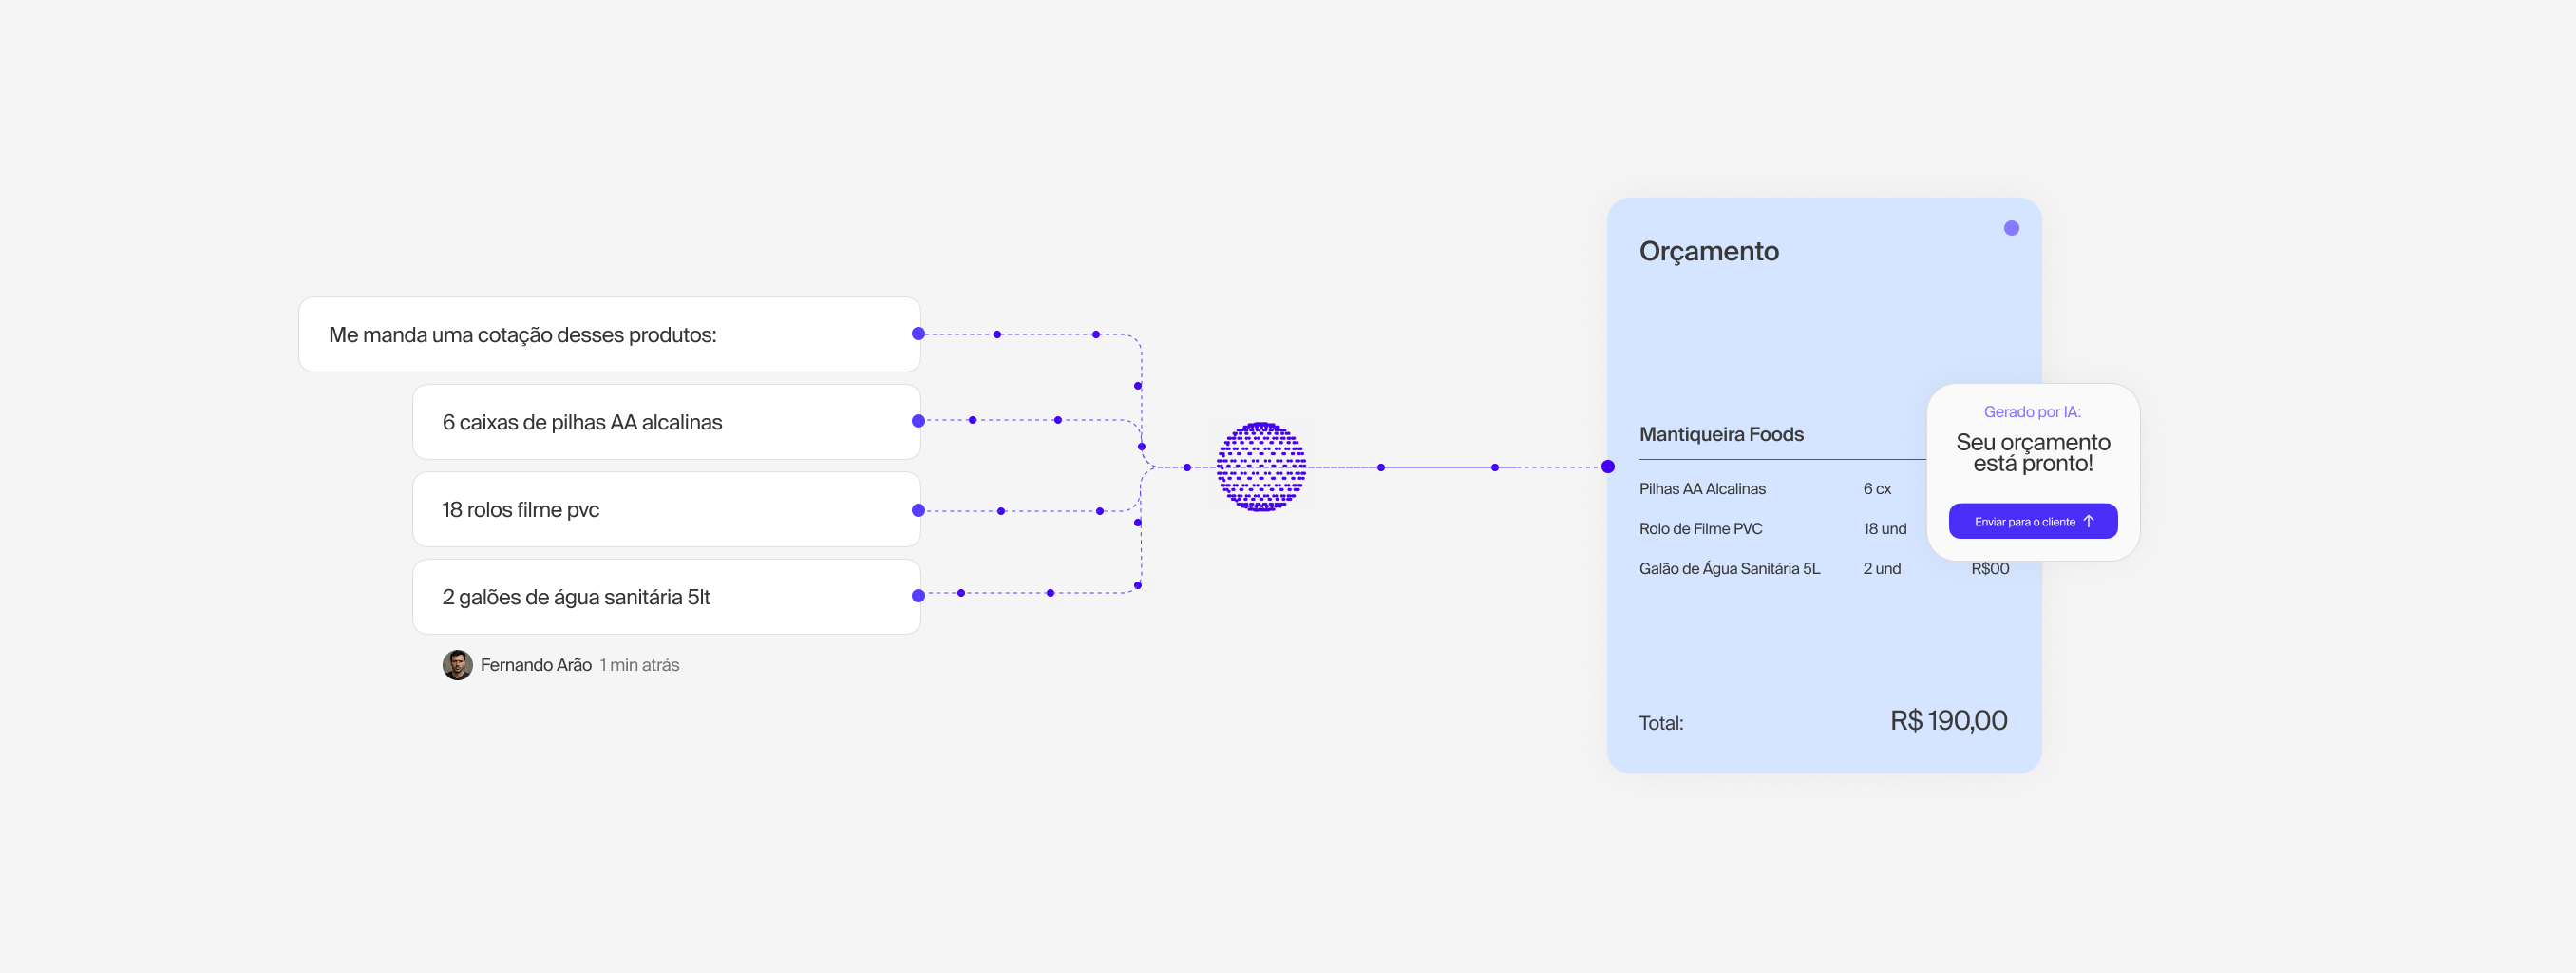 Me manda uma cotação desses produtos:
6 caixas de pilhas AA alcalinas
18 rolos filme pvc
2 galões de água sanitária 5lt
Fernando Arão 1 min atrás
Orçamento
Mantiqueira Foods
Pilhas AA Alcalinas 6 cx
Rolo de Filme PVC 18 und
Galão de Água Sanitária 5L 2 und R$00
Total: R$ 190,00
Gerado por IA:
Seu orçamento
está pronto!
Enviar para o cliente ↑